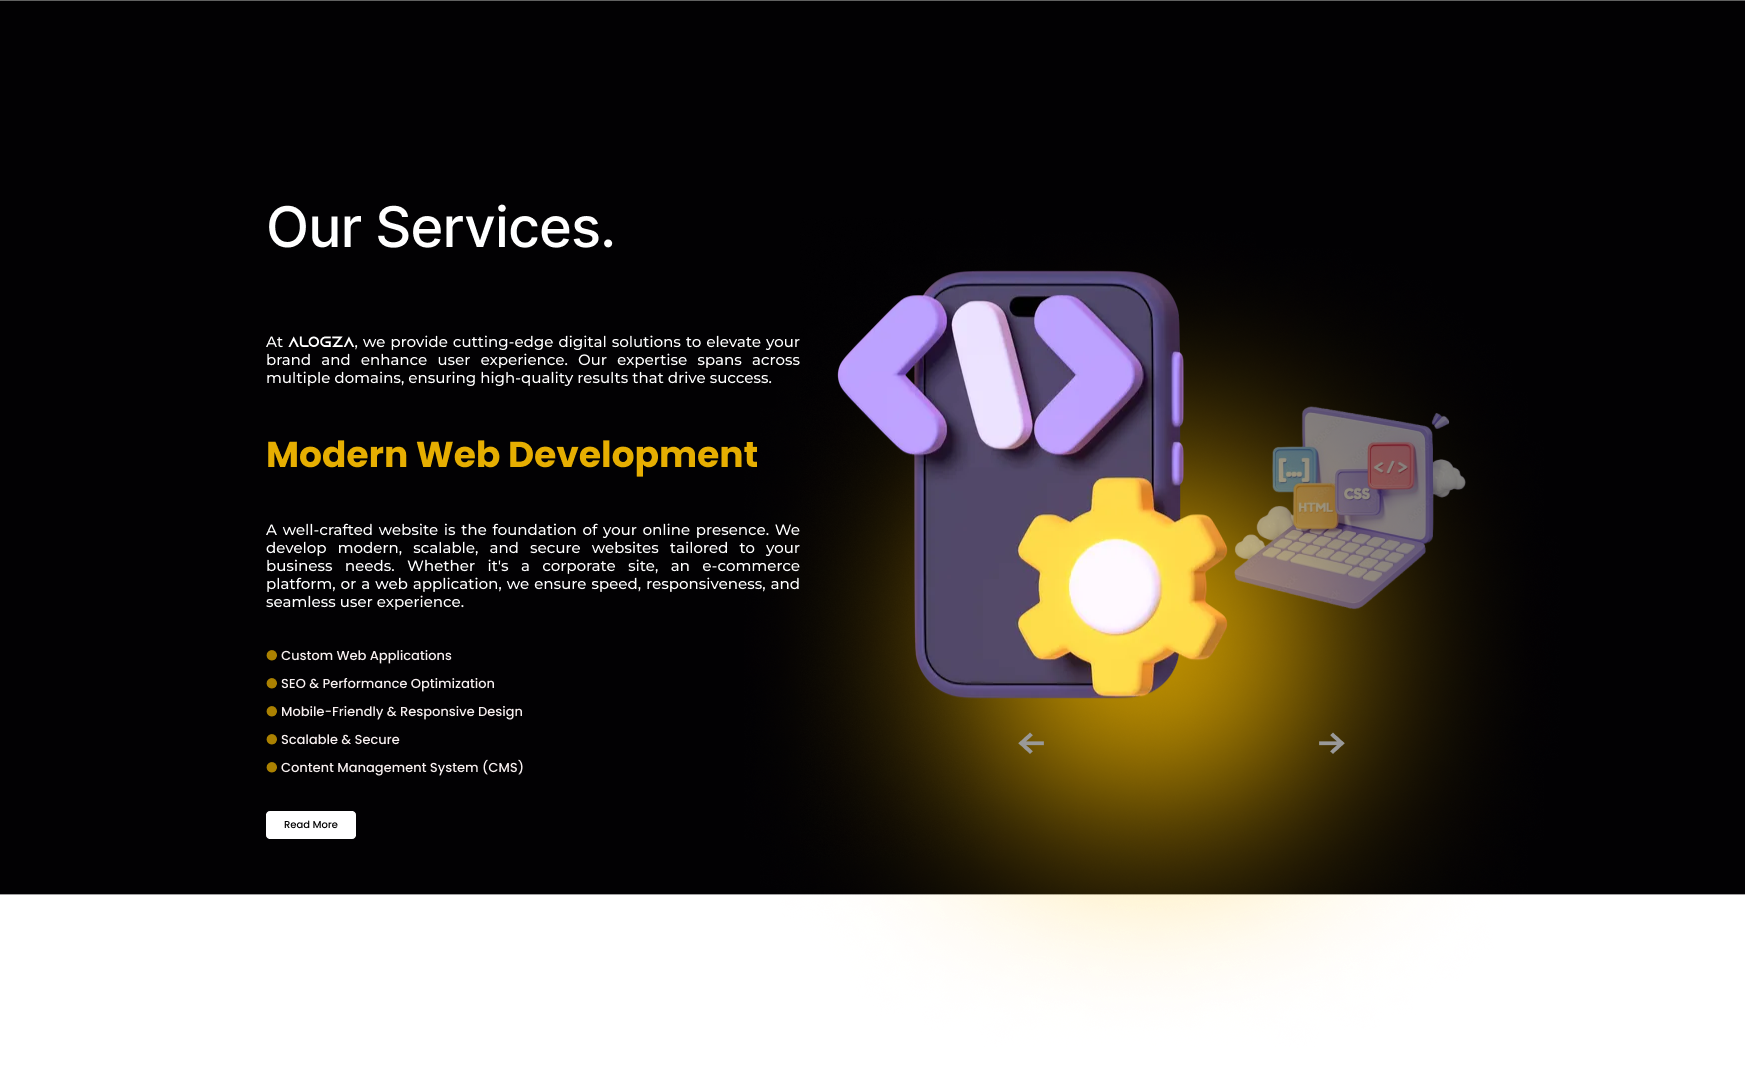 Our Services.
At ALOGZA, we provide cutting-edge digital solutions to elevate your
brand and enhance user experience. Our expertise spans across
multiple domains, ensuring high-quality results that drive success.
Modern Web Development
A well-crafted website is the foundation of your online presence. We
develop modern, scalable, and secure websites tailored to your
business needs. Whether it's a corporate site, an e-commerce
platform, or a web application, we ensure speed, responsiveness, and
seamless user experience.
Custom Web Applications
SEO & Performance Optimization
Mobile-Friendly & Responsive Design
Scalable & Secure
Content Management System (CMS)
Read More
[...]
</>
HTML
CSS